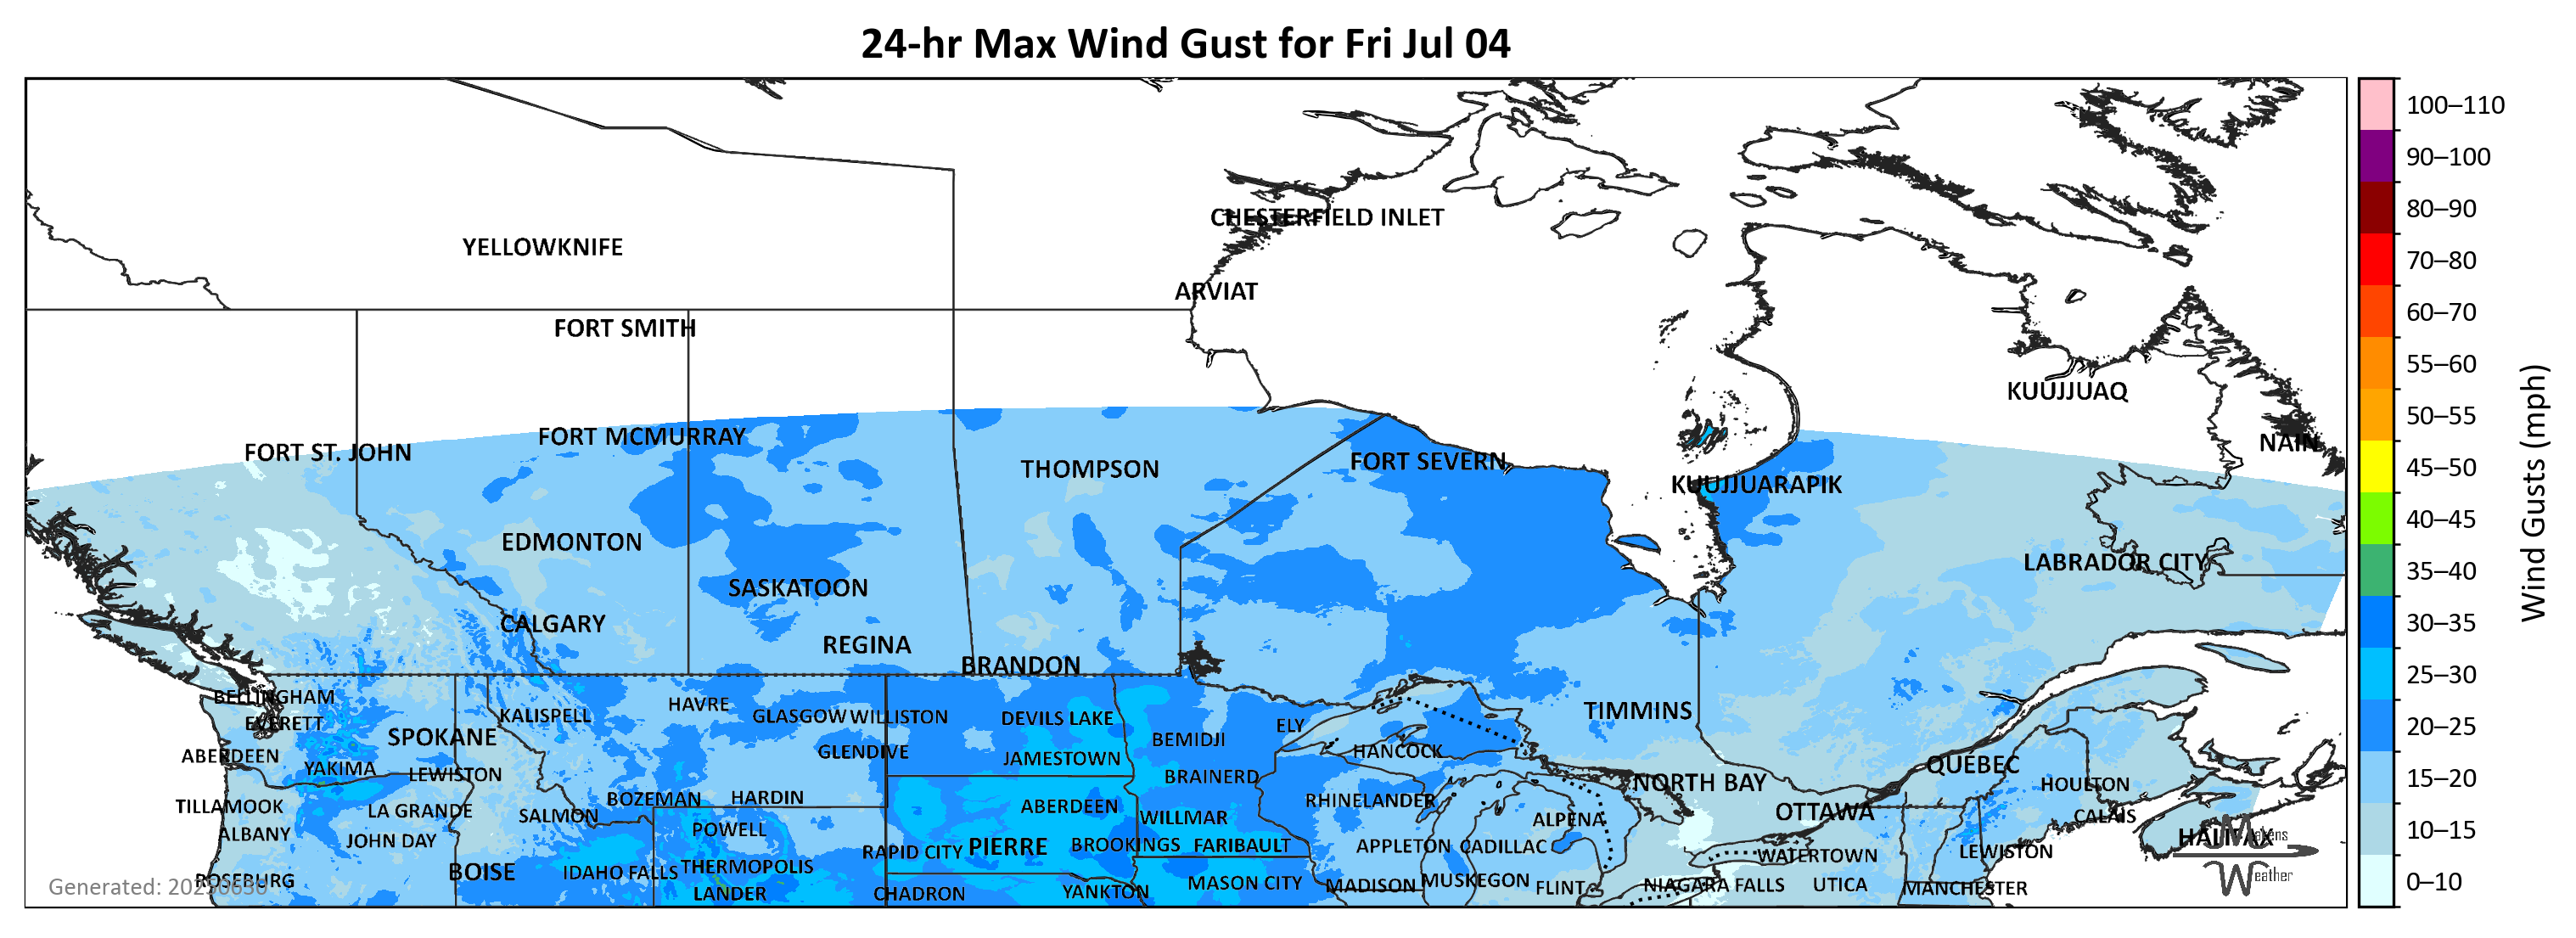 24-hr Max Wind Gust for Fri Jul 04
100–110
90–100
80–90
70–80
60–70
55–60
50–55
45–50
40–45
35–40
30–35
25–30
20–25
15–20
10–15
0–10
Wind Gusts (mph)
CHESTERFIELD INLET
YELLOWKNIFE
ARVIAT
FORT SMITH
KUUJJUAQ
FORT MCMURRAY
NAIN
FORT ST. JOHN
FORT SEVERN
THOMPSON
KUUJJUARAPIK
EDMONTON
LABRADOR CITY
SASKATOON
CALGARY
REGINA
BRANDON
BELLINGHAM
HAVRE
TIMMINS
KALISPELL
GLASGOW
WILLISTON
DEVILS LAKE
EVERETT
ELY
SPOKANE
BEMIDJI
GLENDIVE
HANCOCK
ABERDEEN
JAMESTOWN
QUÉBEC
YAKIMA
LEWISTON
BRAINERD
NORTH BAY
HOULTON
BOZEMAN
HARDIN
RHINELANDER
TILLAMOOK
LA GRANDE
ABERDEEN
OTTAWA
SALMON
WILLMAR
CALAIS
ALPENA
ALBANY
POWELL
HALIFAX
JOHN DAY
PIERRE
BROOKINGS
FARIBAULT
APPLETON
CADILLAC
RAPID CITY
WATERTOWN
LEWISTON
BOISE
IDAHO FALLS
THERMOPOLIS
ROSEBURG
MUSKEGON
MASON CITY
MADISON
FLINT
NIAGARA FALLS
UTICA
MANCHESTER
LANDER
CHADRON
YANKTON
Weather